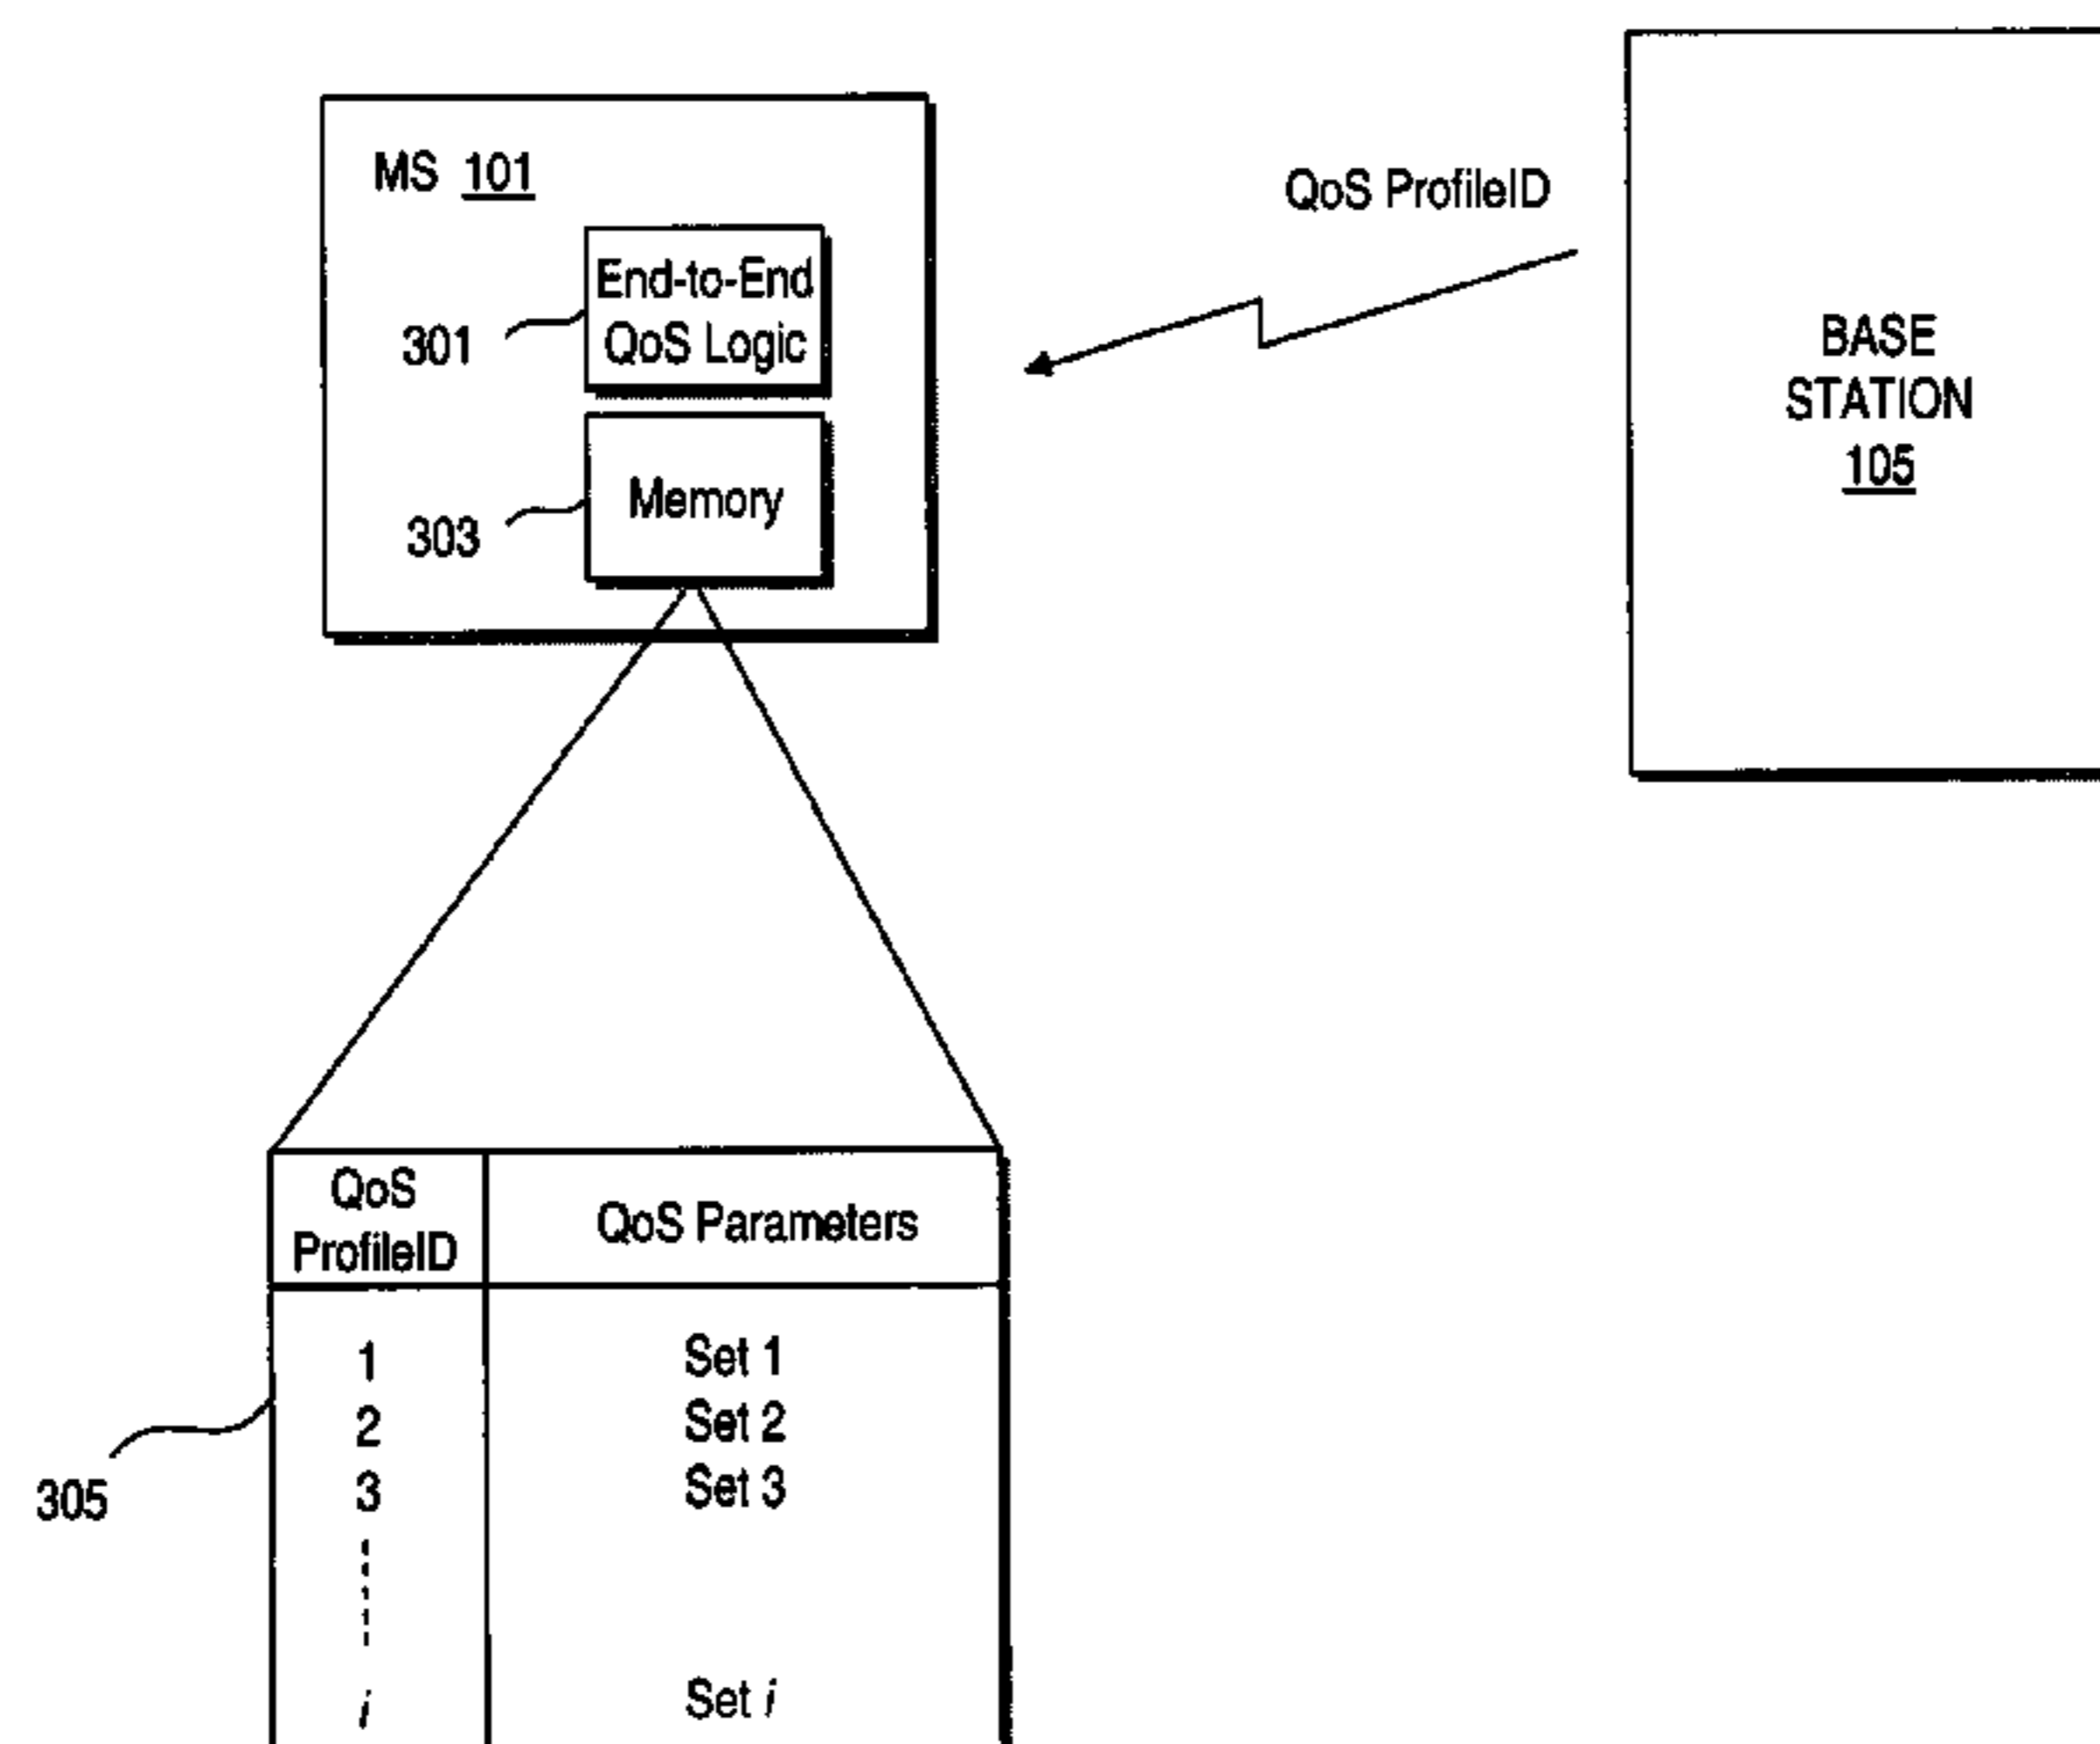 MS 101
End-to-End
QoS Logic
301
Memory
303
QoS ProfileID
BASE
STATION
105
QoS
ProfileID
QoS Parameters
1 Set 1
2 Set 2
3 Set 3
i Set i
305